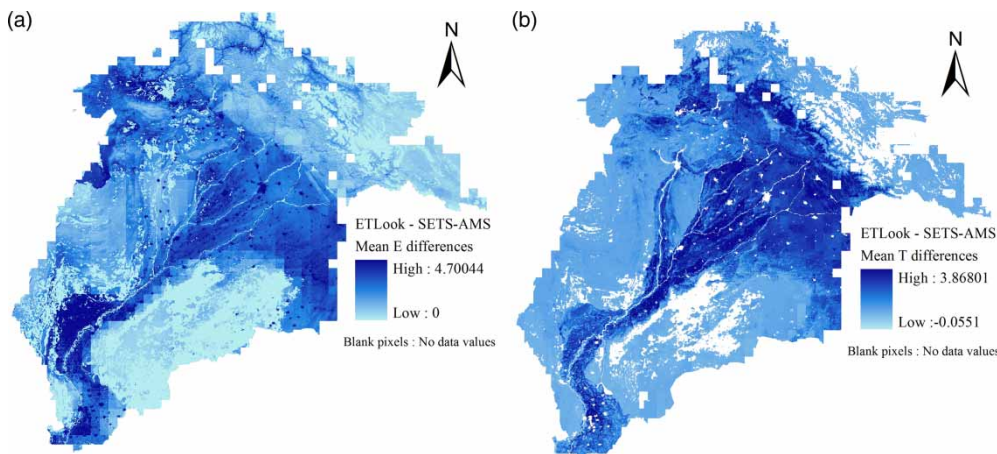 (a)
N
ETLook - SETS-AMS
Mean E differences
High : 4.70044
Low : 0
Blank pixels : No data values
(b)
N
ETLook - SETS-AMS
Mean T differences
High : 3.86801
Low : -0.0551
Blank pixels : No data values